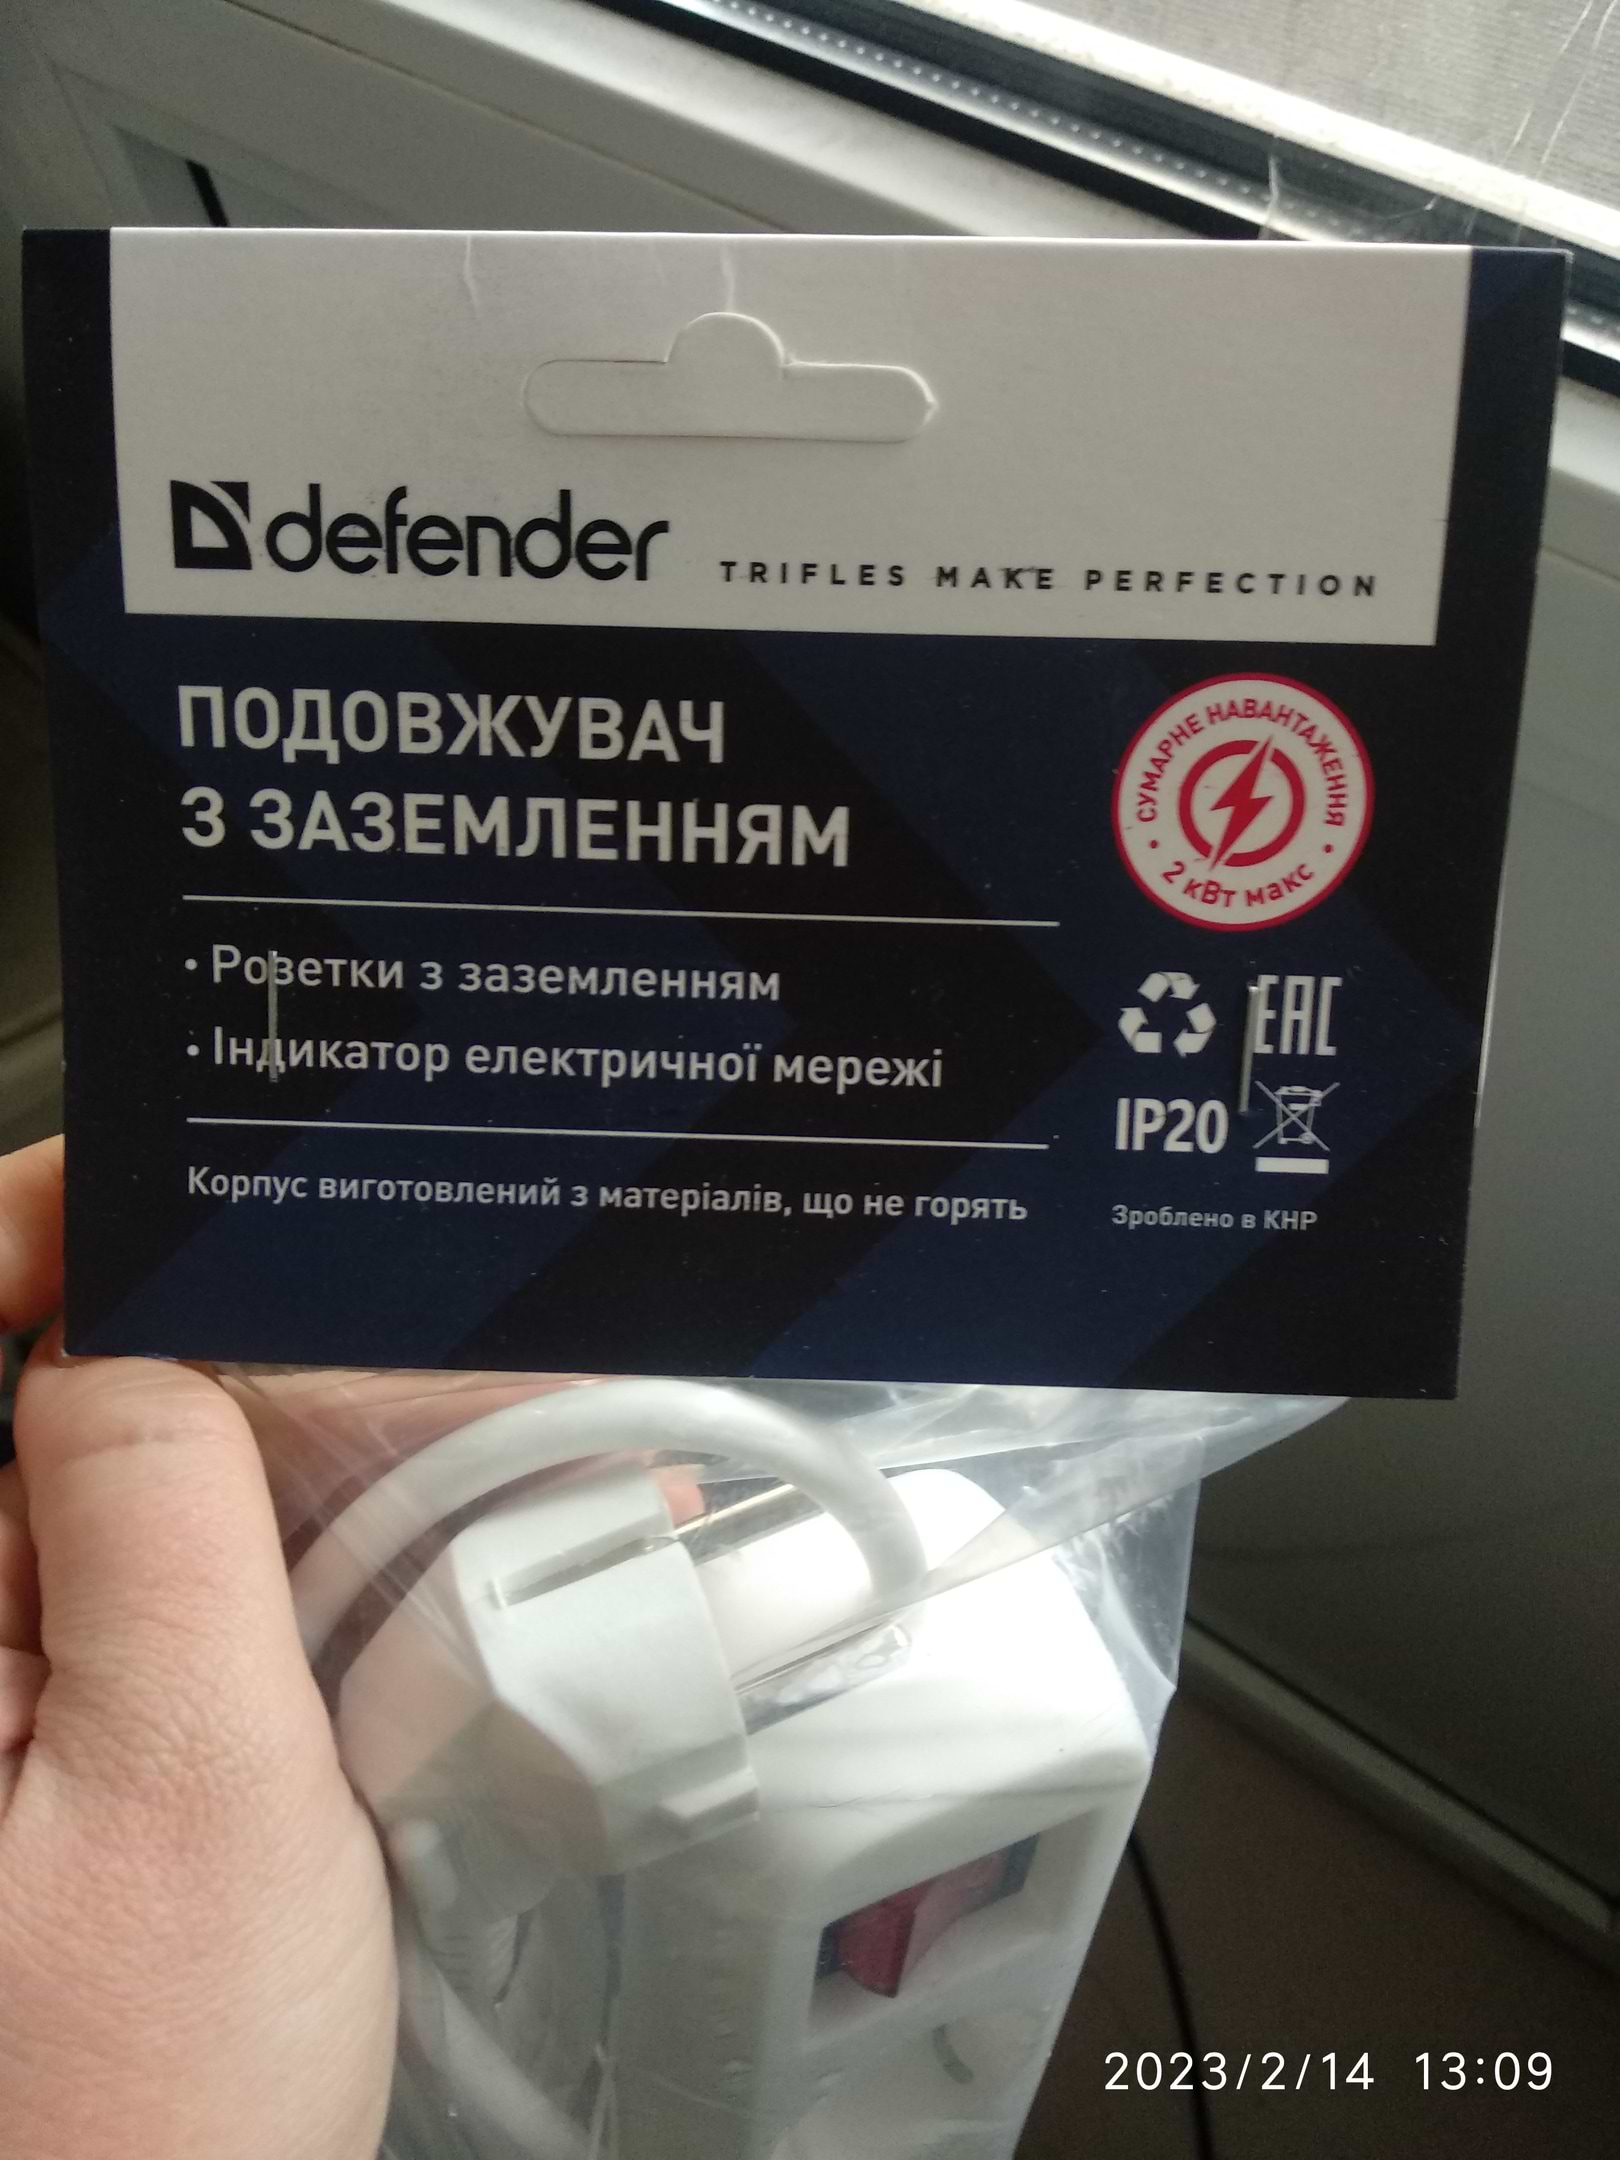 defender TRIFLES MAKE PERFECTION
ПОДОВЖУВАЧ
З ЗАЗЕМЛЕННЯМ
• Розетки з заземленням
• Індикатор електричної мережі
Корпус виготовлений з матеріалів, що не горять
• СУМАРНЕ НАВАНТАЖЕННЯ •
2 кВт макс
EAC
IP20
Зроблено в КНР
2023/2/14 13:09